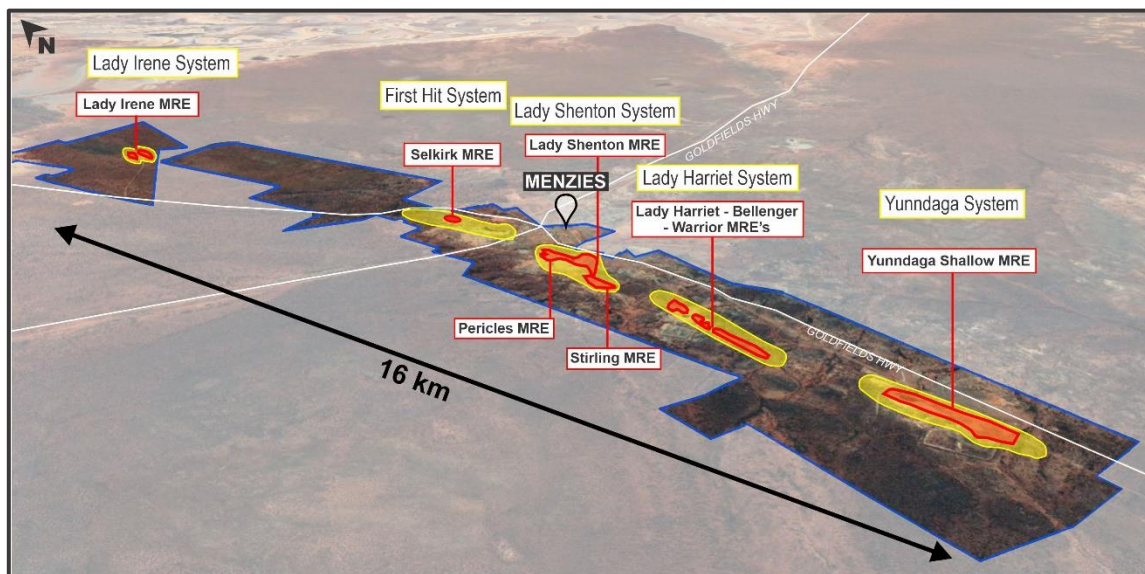 N
Lady Irene System
Lady Irene MRE
First Hit System
Selkirk MRE
Lady Shenton System
Lady Shenton MRE
MENZIES
GOLDFIELDS HWY
Lady Harriet System
Lady Harriet - Bellenger
- Warrior MRE's
Yunndaga System
Yunndaga Shallow MRE
Pericles MRE
Stirling MRE
GOLDFIELDS HWY
16 km